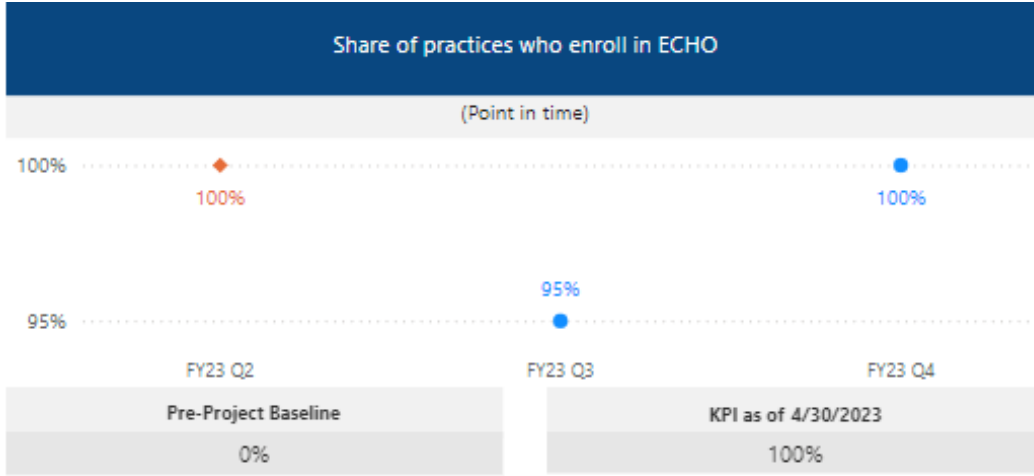 Share of practices who enroll in ECHO
(Point in time)
100%
100%
100%
95%
95%
FY23 Q2 FY23 Q3 FY23 Q4
Pre-Project Baseline KPI as of 4/30/2023
0% 100%